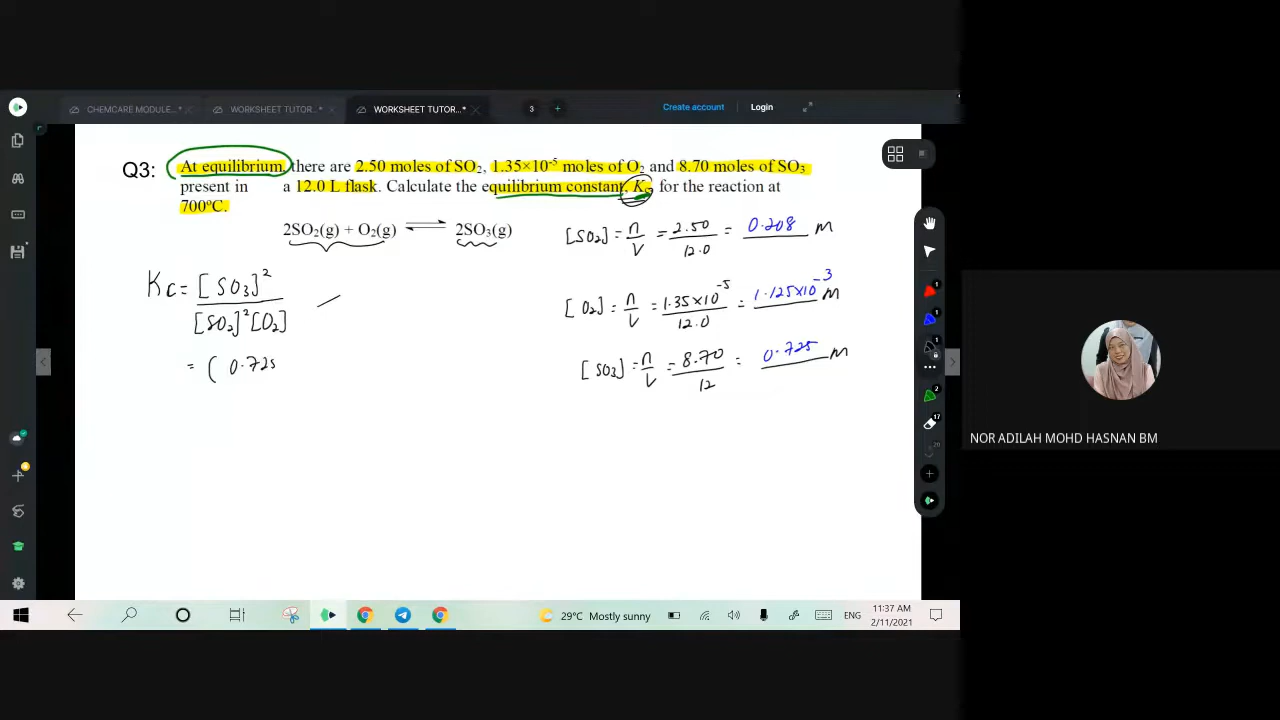 CHEMCARE MODULE...*
WORKSHEET TUTOR...*
WORKSHEET TUTOR...*
3
Create account
Login
Q3:
At equilibrium, there are 2.50 moles of SO₂, 1.35×10⁻⁵ moles of O₂ and 8.70 moles of SO₃
present in a 12.0 L flask. Calculate the equilibrium constant, K꜀ for the reaction at
700ºC.
2SO₂(g) + O₂(g) ⇌ 2SO₃(g)
[SO₂] = n/V = 2.50/12.0 = 0.208 M
Kc = [SO₃]²/[SO₂]²[O₂]
[O₂] = n/V = 1.35×10⁻⁵/12.0 = 1.125×10⁻³ M
= (0.725
[SO₃] = n/V = 8.70/12 = 0.725 M
NOR ADILAH MOHD HASNAN BM
29°C Mostly sunny
ENG
11:37 AM
2/11/2021